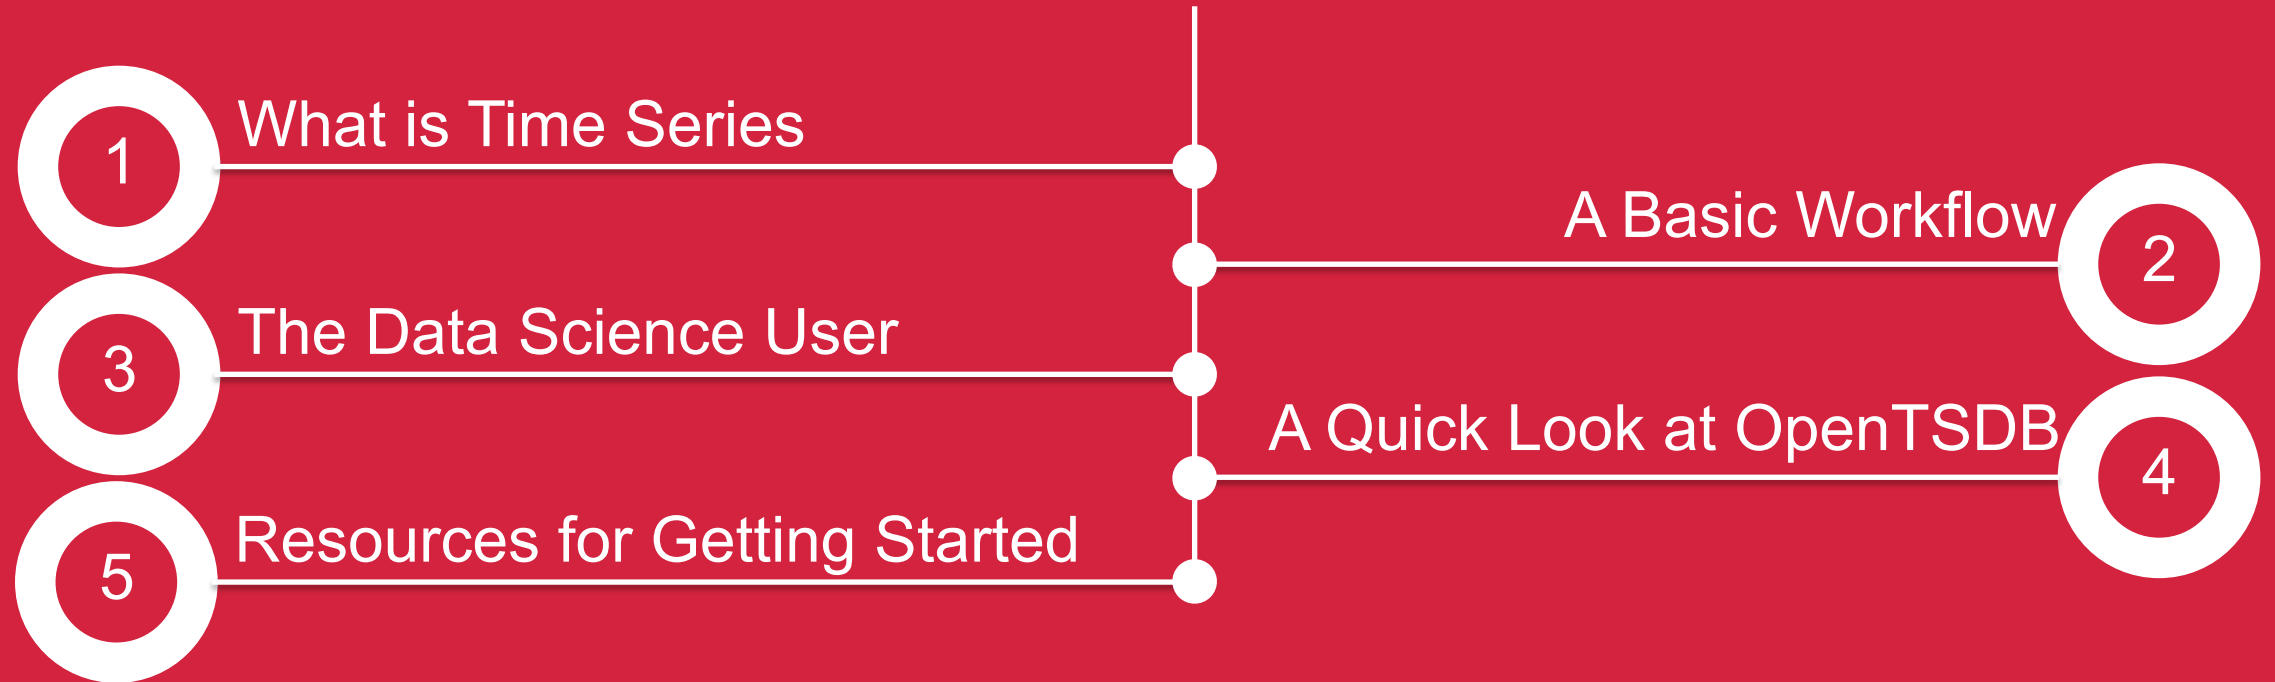 1
What is Time Series
A Basic Workflow
2
3
The Data Science User
A Quick Look at OpenTSDB
4
5
Resources for Getting Started